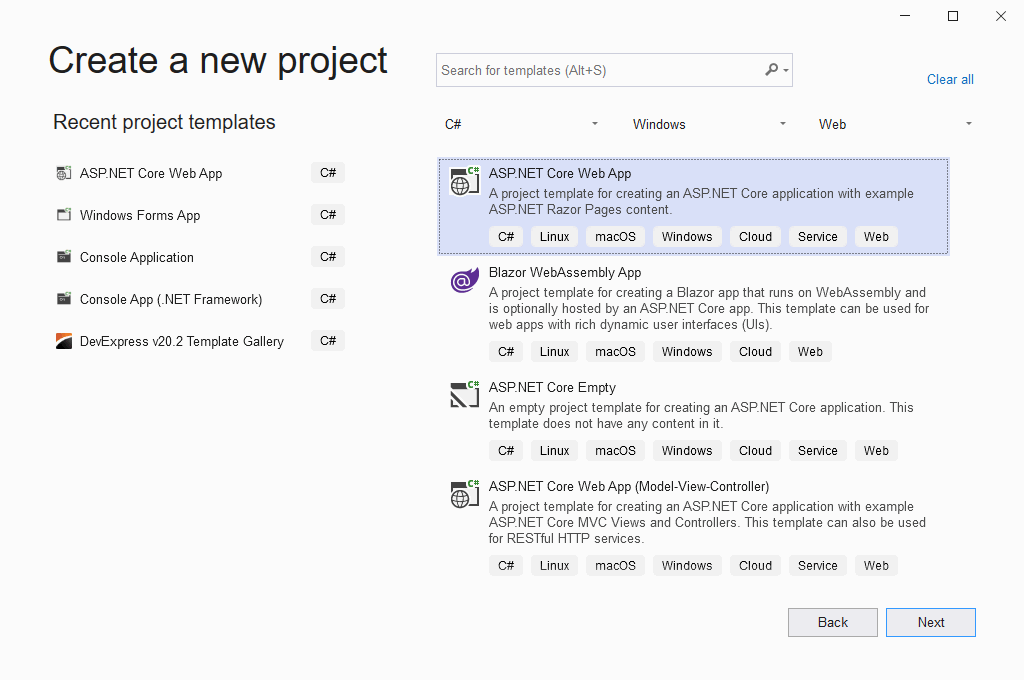 Create a new project
Search for templates (Alt+S)
Clear all
Recent project templates
C#
Windows
Web
ASP.NET Core Web App C#
Windows Forms App C#
Console Application C#
Console App (.NET Framework) C#
DevExpress v20.2 Template Gallery C#
C#
ASP.NET Core Web App
A project template for creating an ASP.NET Core application with example
ASP.NET Razor Pages content.
C# Linux macOS Windows Cloud Service Web
@
Blazor WebAssembly App
A project template for creating a Blazor app that runs on WebAssembly and
is optionally hosted by an ASP.NET Core app. This template can be used for
web apps with rich dynamic user interfaces (UIs).
C# Linux macOS Windows Cloud Web
C#
ASP.NET Core Empty
An empty project template for creating an ASP.NET Core application. This
template does not have any content in it.
C# Linux macOS Windows Cloud Service Web
C#
ASP.NET Core Web App (Model-View-Controller)
A project template for creating an ASP.NET Core application with example
ASP.NET Core MVC Views and Controllers. This template can also be used
for RESTful HTTP services.
C# Linux macOS Windows Cloud Service Web
Back
Next